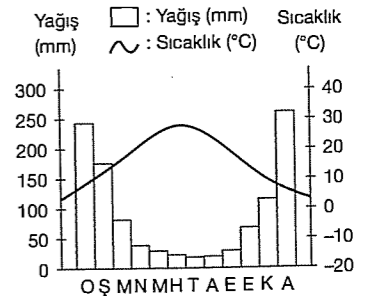 Yağış
(mm)
: Yağış (mm)
: Sıcaklık (°C)
Sıcaklık
(°C)
300
250
200
150
100
50
0
40
30
20
10
0
–10
–20
O Ş M N M H T A E E K A